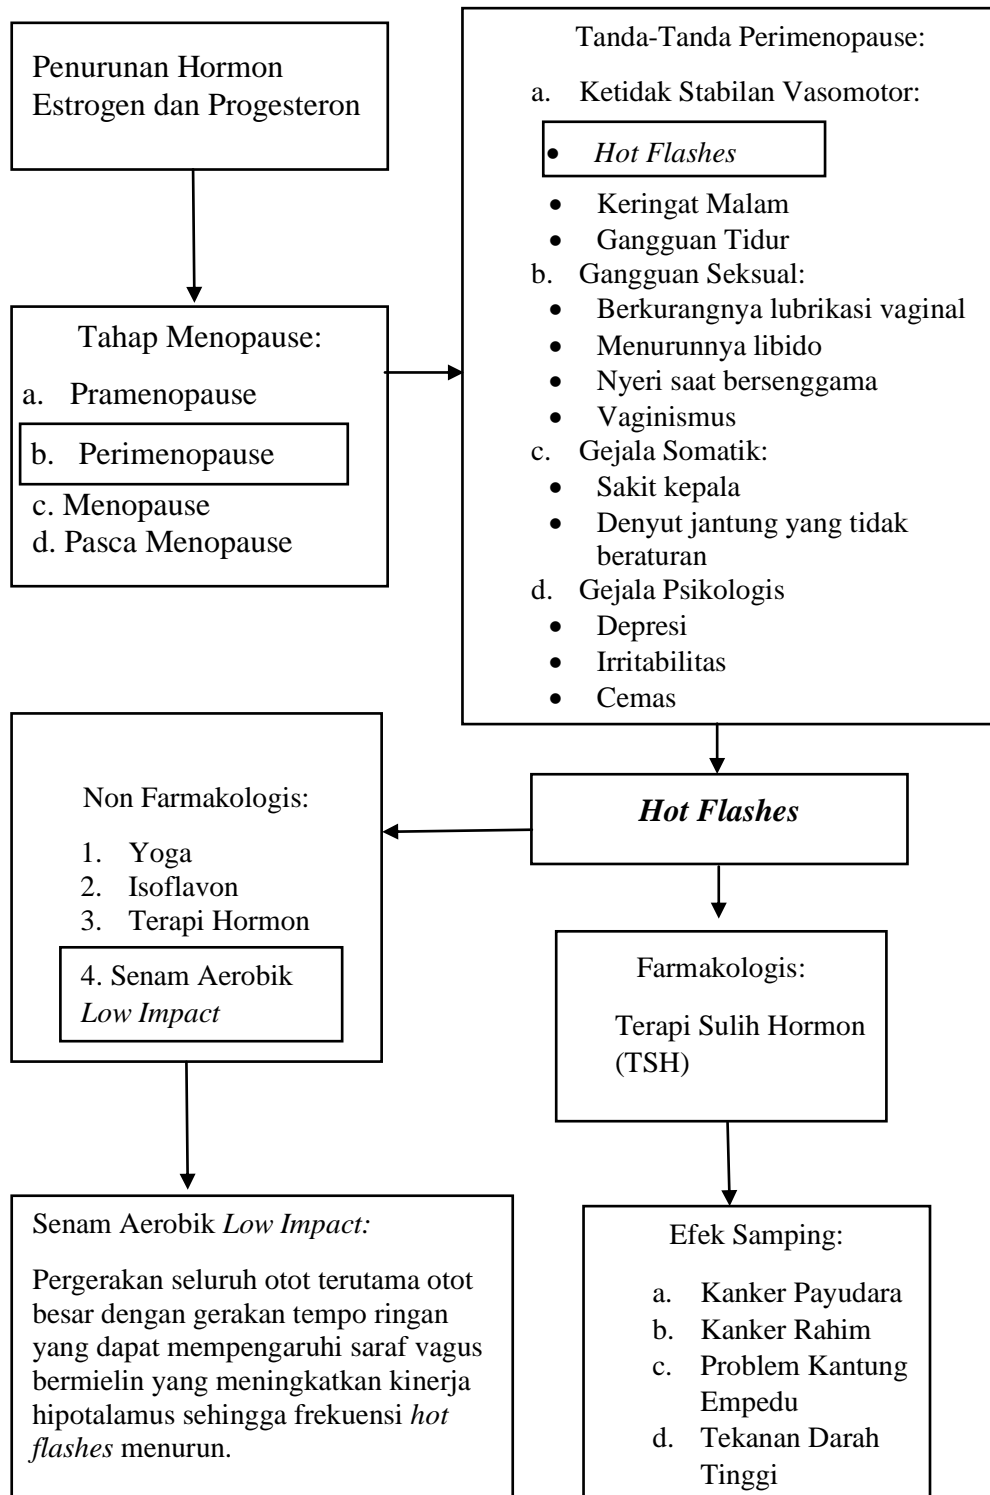 Penurunan Hormon
Estrogen dan Progesteron
Tahap Menopause:
a. Pramenopause
b. Perimenopause
c. Menopause
d. Pasca Menopause
Tanda-Tanda Perimenopause:
a. Ketidak Stabilan Vasomotor:
• Hot Flashes
• Keringat Malam
• Gangguan Tidur
b. Gangguan Seksual:
• Berkurangnya lubrikasi vaginal
• Menurunnya libido
• Nyeri saat bersenggama
• Vaginismus
c. Gejala Somatik:
• Sakit kepala
• Denyut jantung yang tidak
beraturan
d. Gejala Psikologis
• Depresi
• Irritabilitas
• Cemas
Hot Flashes
Non Farmakologis:
1. Yoga
2. Isoflavon
3. Terapi Hormon
4. Senam Aerobik
Low Impact
Farmakologis:
Terapi Sulih Hormon
(TSH)
Senam Aerobik Low Impact:
Pergerakan seluruh otot terutama otot
besar dengan gerakan tempo ringan
yang dapat mempengaruhi saraf vagus
bermielin yang meningkatkan kinerja
hipotalamus sehingga frekuensi hot
flashes menurun.
Efek Samping:
a. Kanker Payudara
b. Kanker Rahim
c. Problem Kantung
Empedu
d. Tekanan Darah
Tinggi